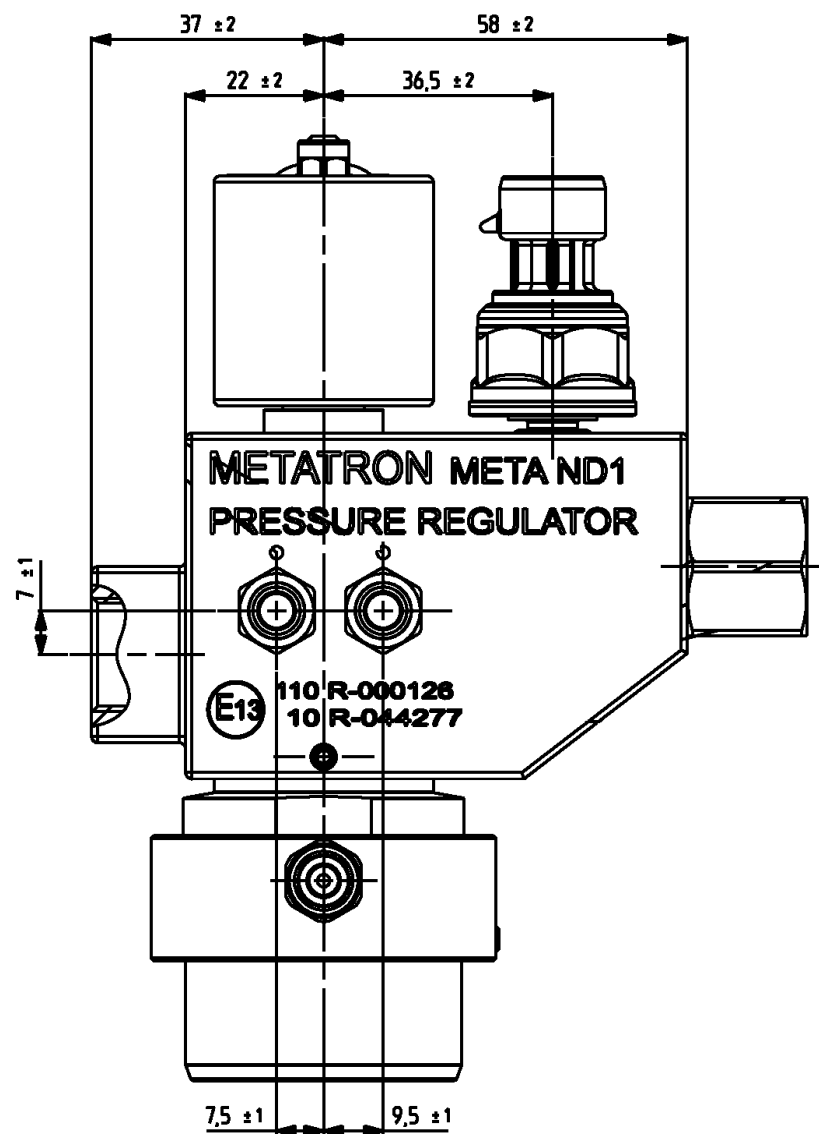 37 ±2 58 ±2
22 ±2 36,5 ±2
METATRON META ND1
PRESSURE REGULATOR
7 ±1
E13 110 R-000126
10 R-044277
7,5 ±1 9,5 ±1